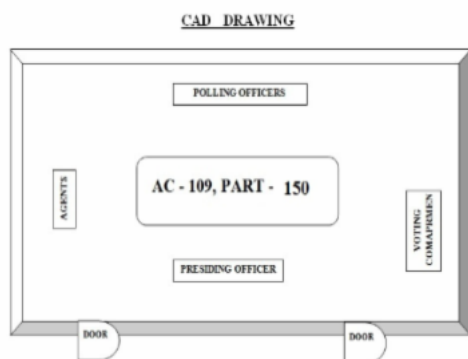 CAD DRAWING
POLLING OFFICERS
AGENTS
AC - 109, PART - 150
VOTING
COMAPRMEN
PRESIDING OFFICER
DOOR
DOOR